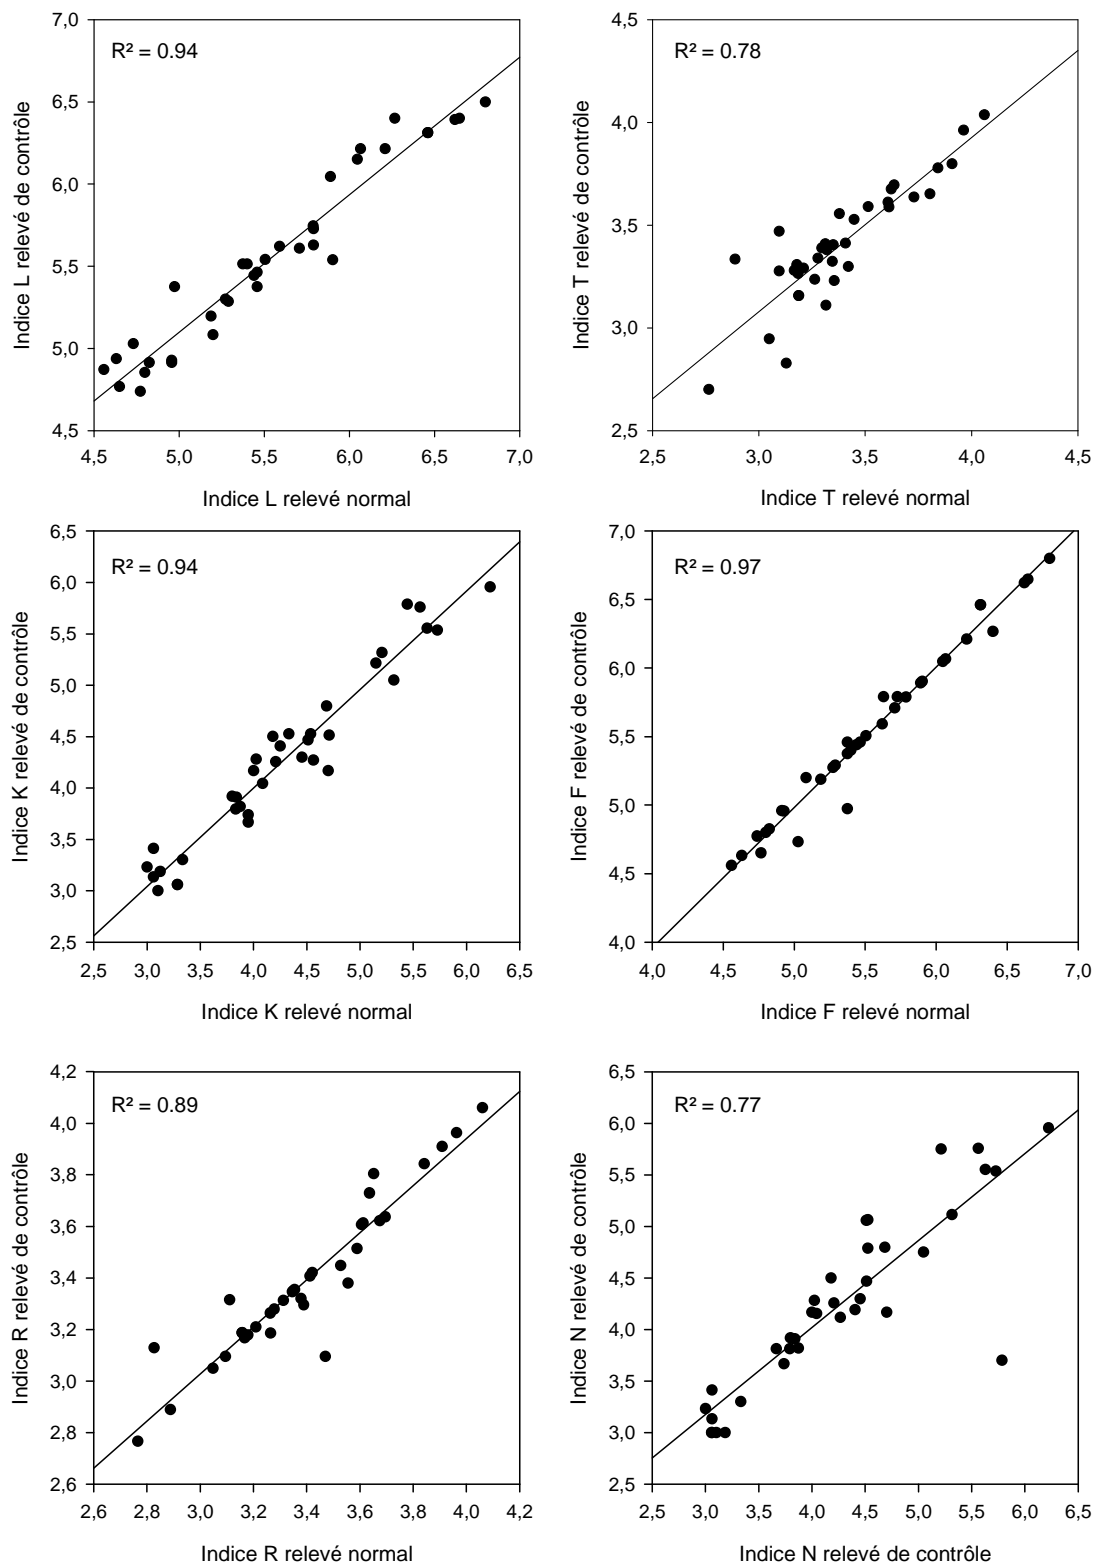 R² = 0.94
Indice L relevé de contrôle
7,0
6,5
6,0
5,5
5,0
4,5
4,5 5,0 5,5 6,0 6,5 7,0
Indice L relevé normal
R² = 0.78
Indice T relevé de contrôle
4,5
4,0
3,5
3,0
2,5
2,5 3,0 3,5 4,0 4,5
Indice T relevé normal
R² = 0.94
Indice K relevé de contrôle
6,5
6,0
5,5
5,0
4,5
4,0
3,5
3,0
2,5
2,5 3,0 3,5 4,0 4,5 5,0 5,5 6,0 6,5
Indice K relevé normal
R² = 0.97
Indice F relevé de contrôle
7,0
6,5
6,0
5,5
5,0
4,5
4,0
4,0 4,5 5,0 5,5 6,0 6,5 7,0
Indice F relevé normal
R² = 0.89
Indice R relevé de contrôle
4,2
4,0
3,8
3,6
3,4
3,2
3,0
2,8
2,6
2,6 2,8 3,0 3,2 3,4 3,6 3,8 4,0 4,2
Indice R relevé normal
R² = 0.77
Indice N relevé de contrôle
6,5
6,0
5,5
5,0
4,5
4,0
3,5
3,0
2,5
2,5 3,0 3,5 4,0 4,5 5,0 5,5 6,0 6,5
Indice N relevé de contrôle